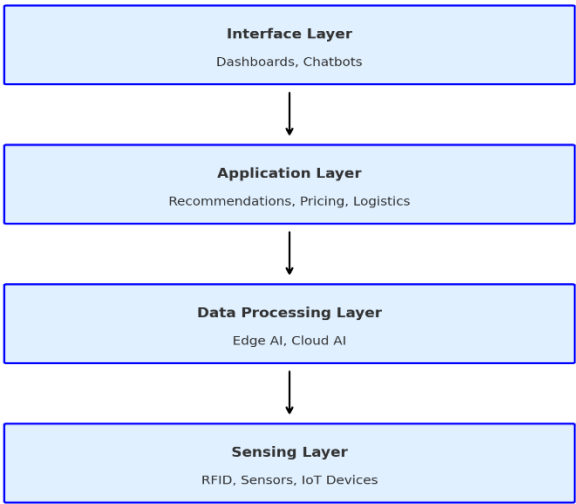 Interface Layer
Dashboards, Chatbots
Application Layer
Recommendations, Pricing, Logistics
Data Processing Layer
Edge AI, Cloud AI
Sensing Layer
RFID, Sensors, IoT Devices